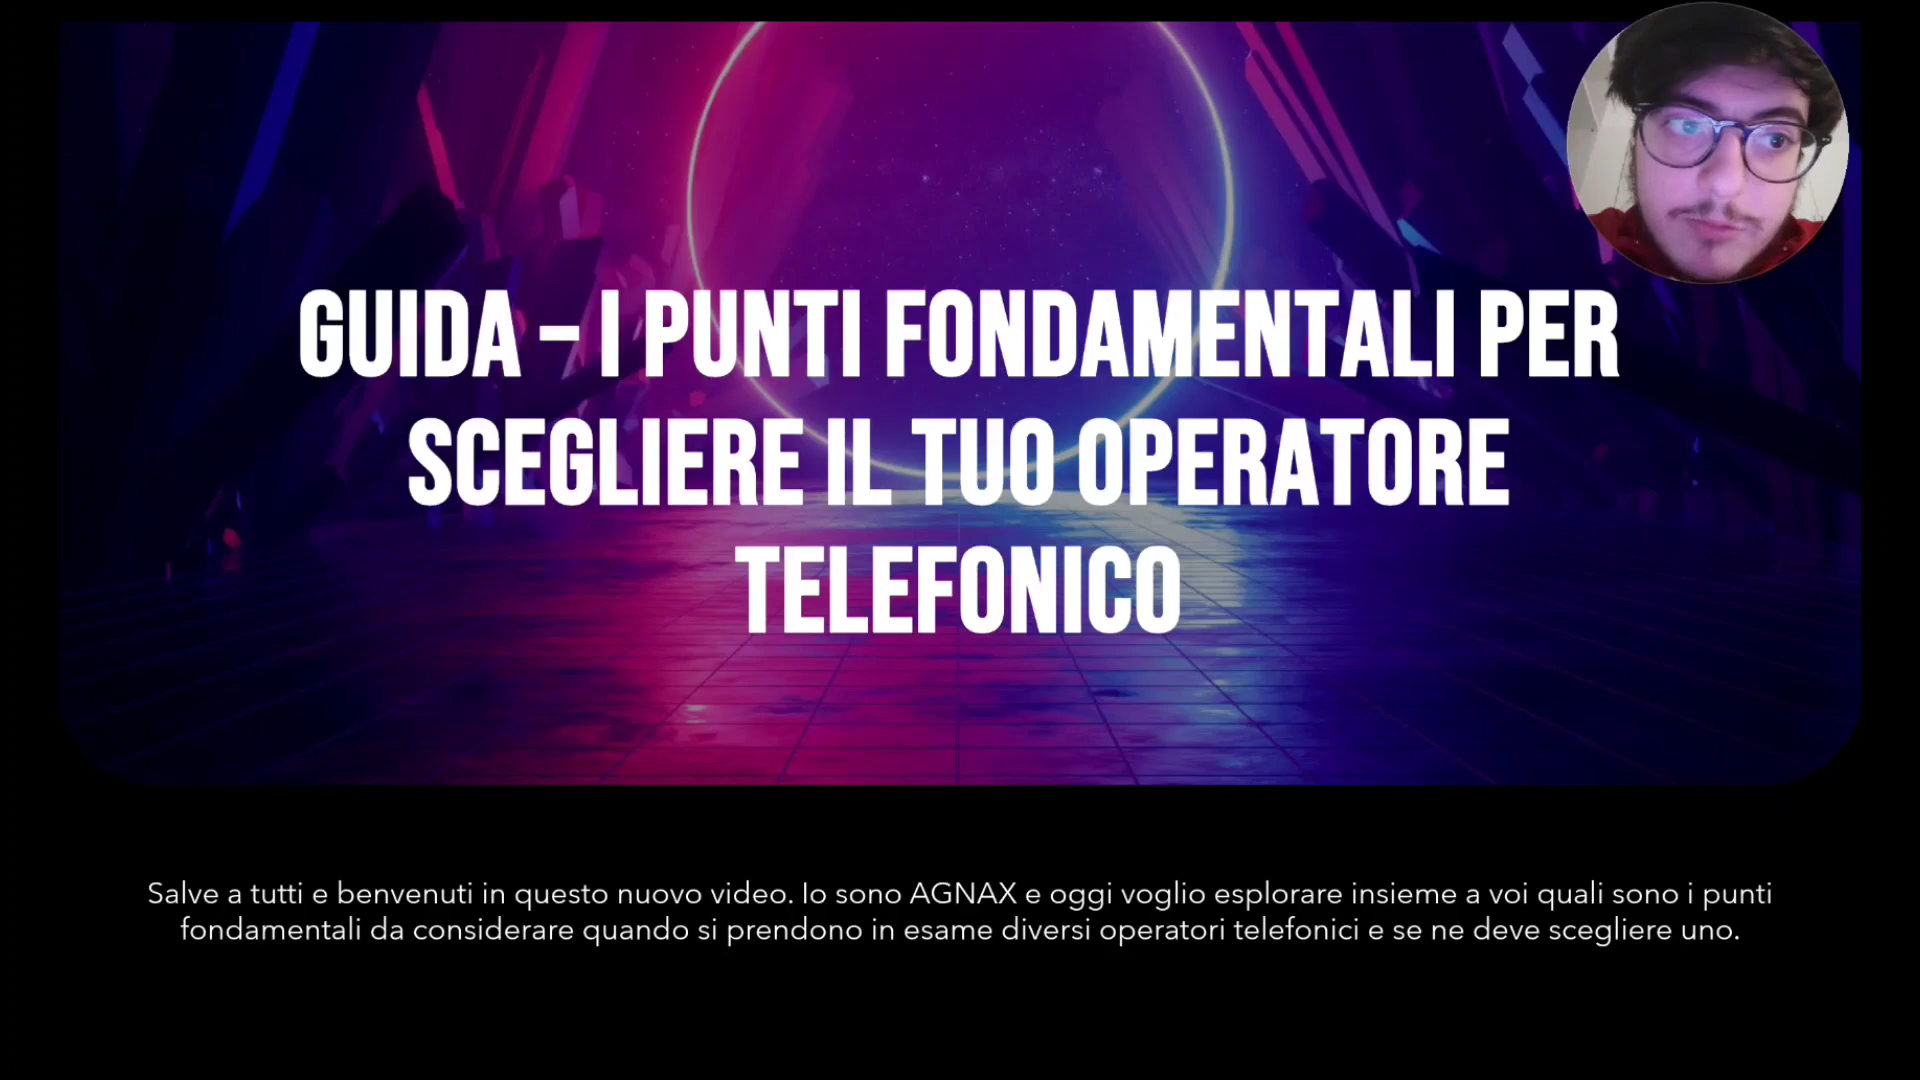 GUIDA – I PUNTI FONDAMENTALI PER
SCEGLIERE IL TUO OPERATORE
TELEFONICO
Salve a tutti e benvenuti in questo nuovo video. Io sono AGNAX e oggi voglio esplorare insieme a voi quali sono i punti
fondamentali da considerare quando si prendono in esame diversi operatori telefonici e se ne deve scegliere uno.